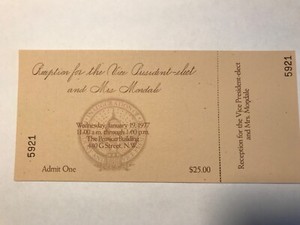 Reception for the Vice President-elect
and Mrs. Mondale
Wednesday, January 19, 1977
11:00 a.m. through 1:00 p.m.
The Pension Building
440 G Street, N.W.
Admit One
$25.00
5921
Reception for the Vice President-elect
and Mrs. Mondale
5921